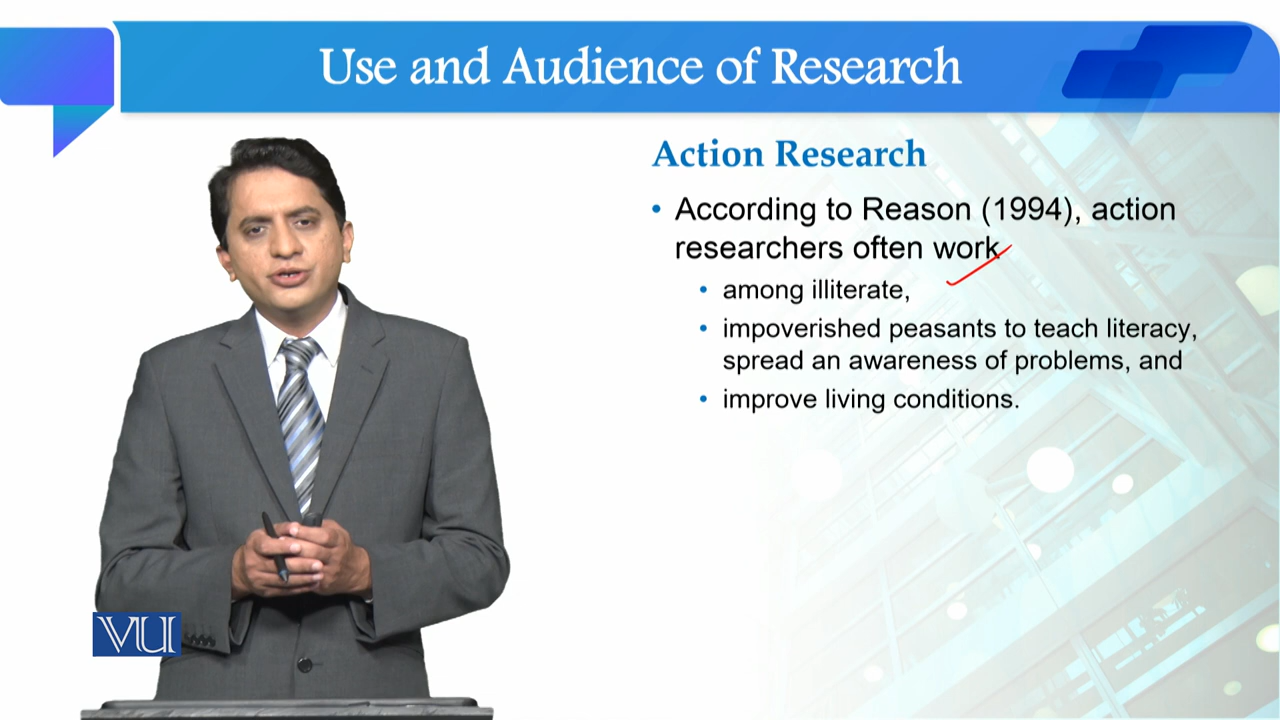 Use and Audience of Research
Action Research
• According to Reason (1994), action
researchers often work
• among illiterate,
• impoverished peasants to teach literacy,
spread an awareness of problems, and
• improve living conditions.
VU